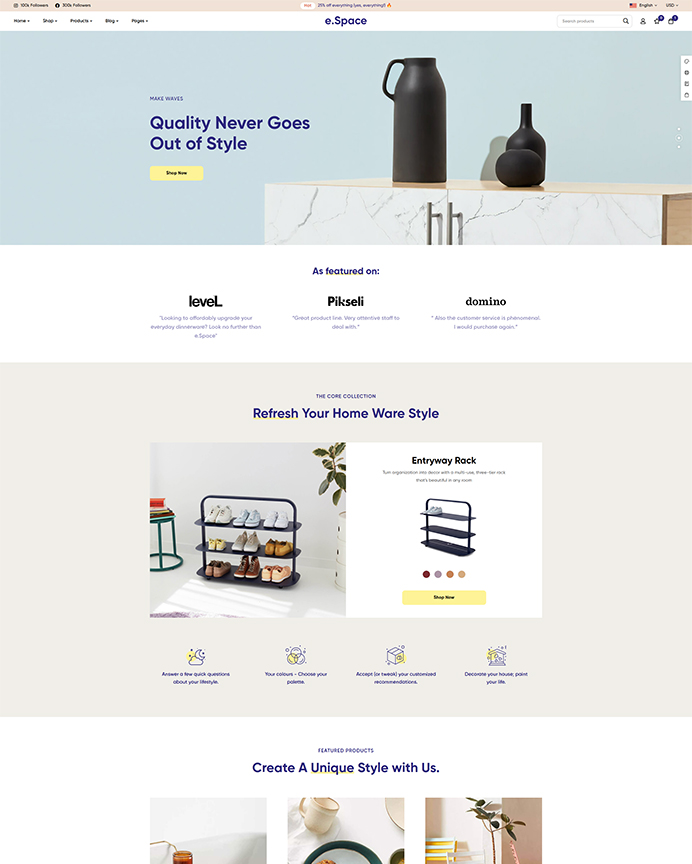 100k Followers
300k Followers
Hot
25% off everything (yes, everything!) 🔥
English
USD
Home
Shop
Products
Blog
Pages
e.Space
Search products
0
1
MAKE WAVES
Quality Never Goes
Out of Style
Shop Now
As featured on:
leveL.
Pikseli
domino
"Looking to affordably upgrade your
everyday dinnerware? Look no further than
e.Space"
"Great product line. Very attentive staff to
deal with."
" Also the customer service is phenomenal.
I would purchase again."
THE CORE COLLECTION
Refresh Your Home Ware Style
Entryway Rack
Turn organization into decor with a multi-use, three-tier rack
that's beautiful in any room
Shop Now
Answer a few quick questions
about your lifestyle.
Your colours - Choose your
palette.
Accept (or tweak) your customized
recommendations.
Decorate your house; paint
your life.
FEATURED PRODUCTS
Create A Unique Style with Us.